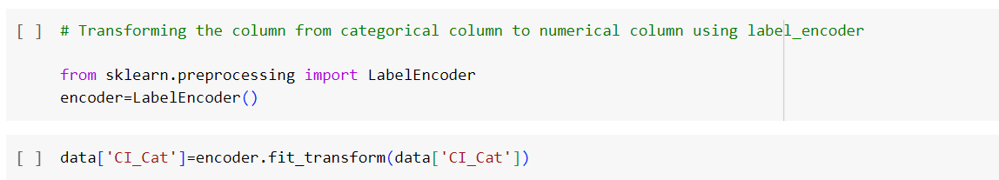 [ ] # Transforming the column from categorical column to numerical column using label_encoder
from sklearn.preprocessing import LabelEncoder
encoder=LabelEncoder()
[ ] data['CI_Cat']=encoder.fit_transform(data['CI_Cat'])